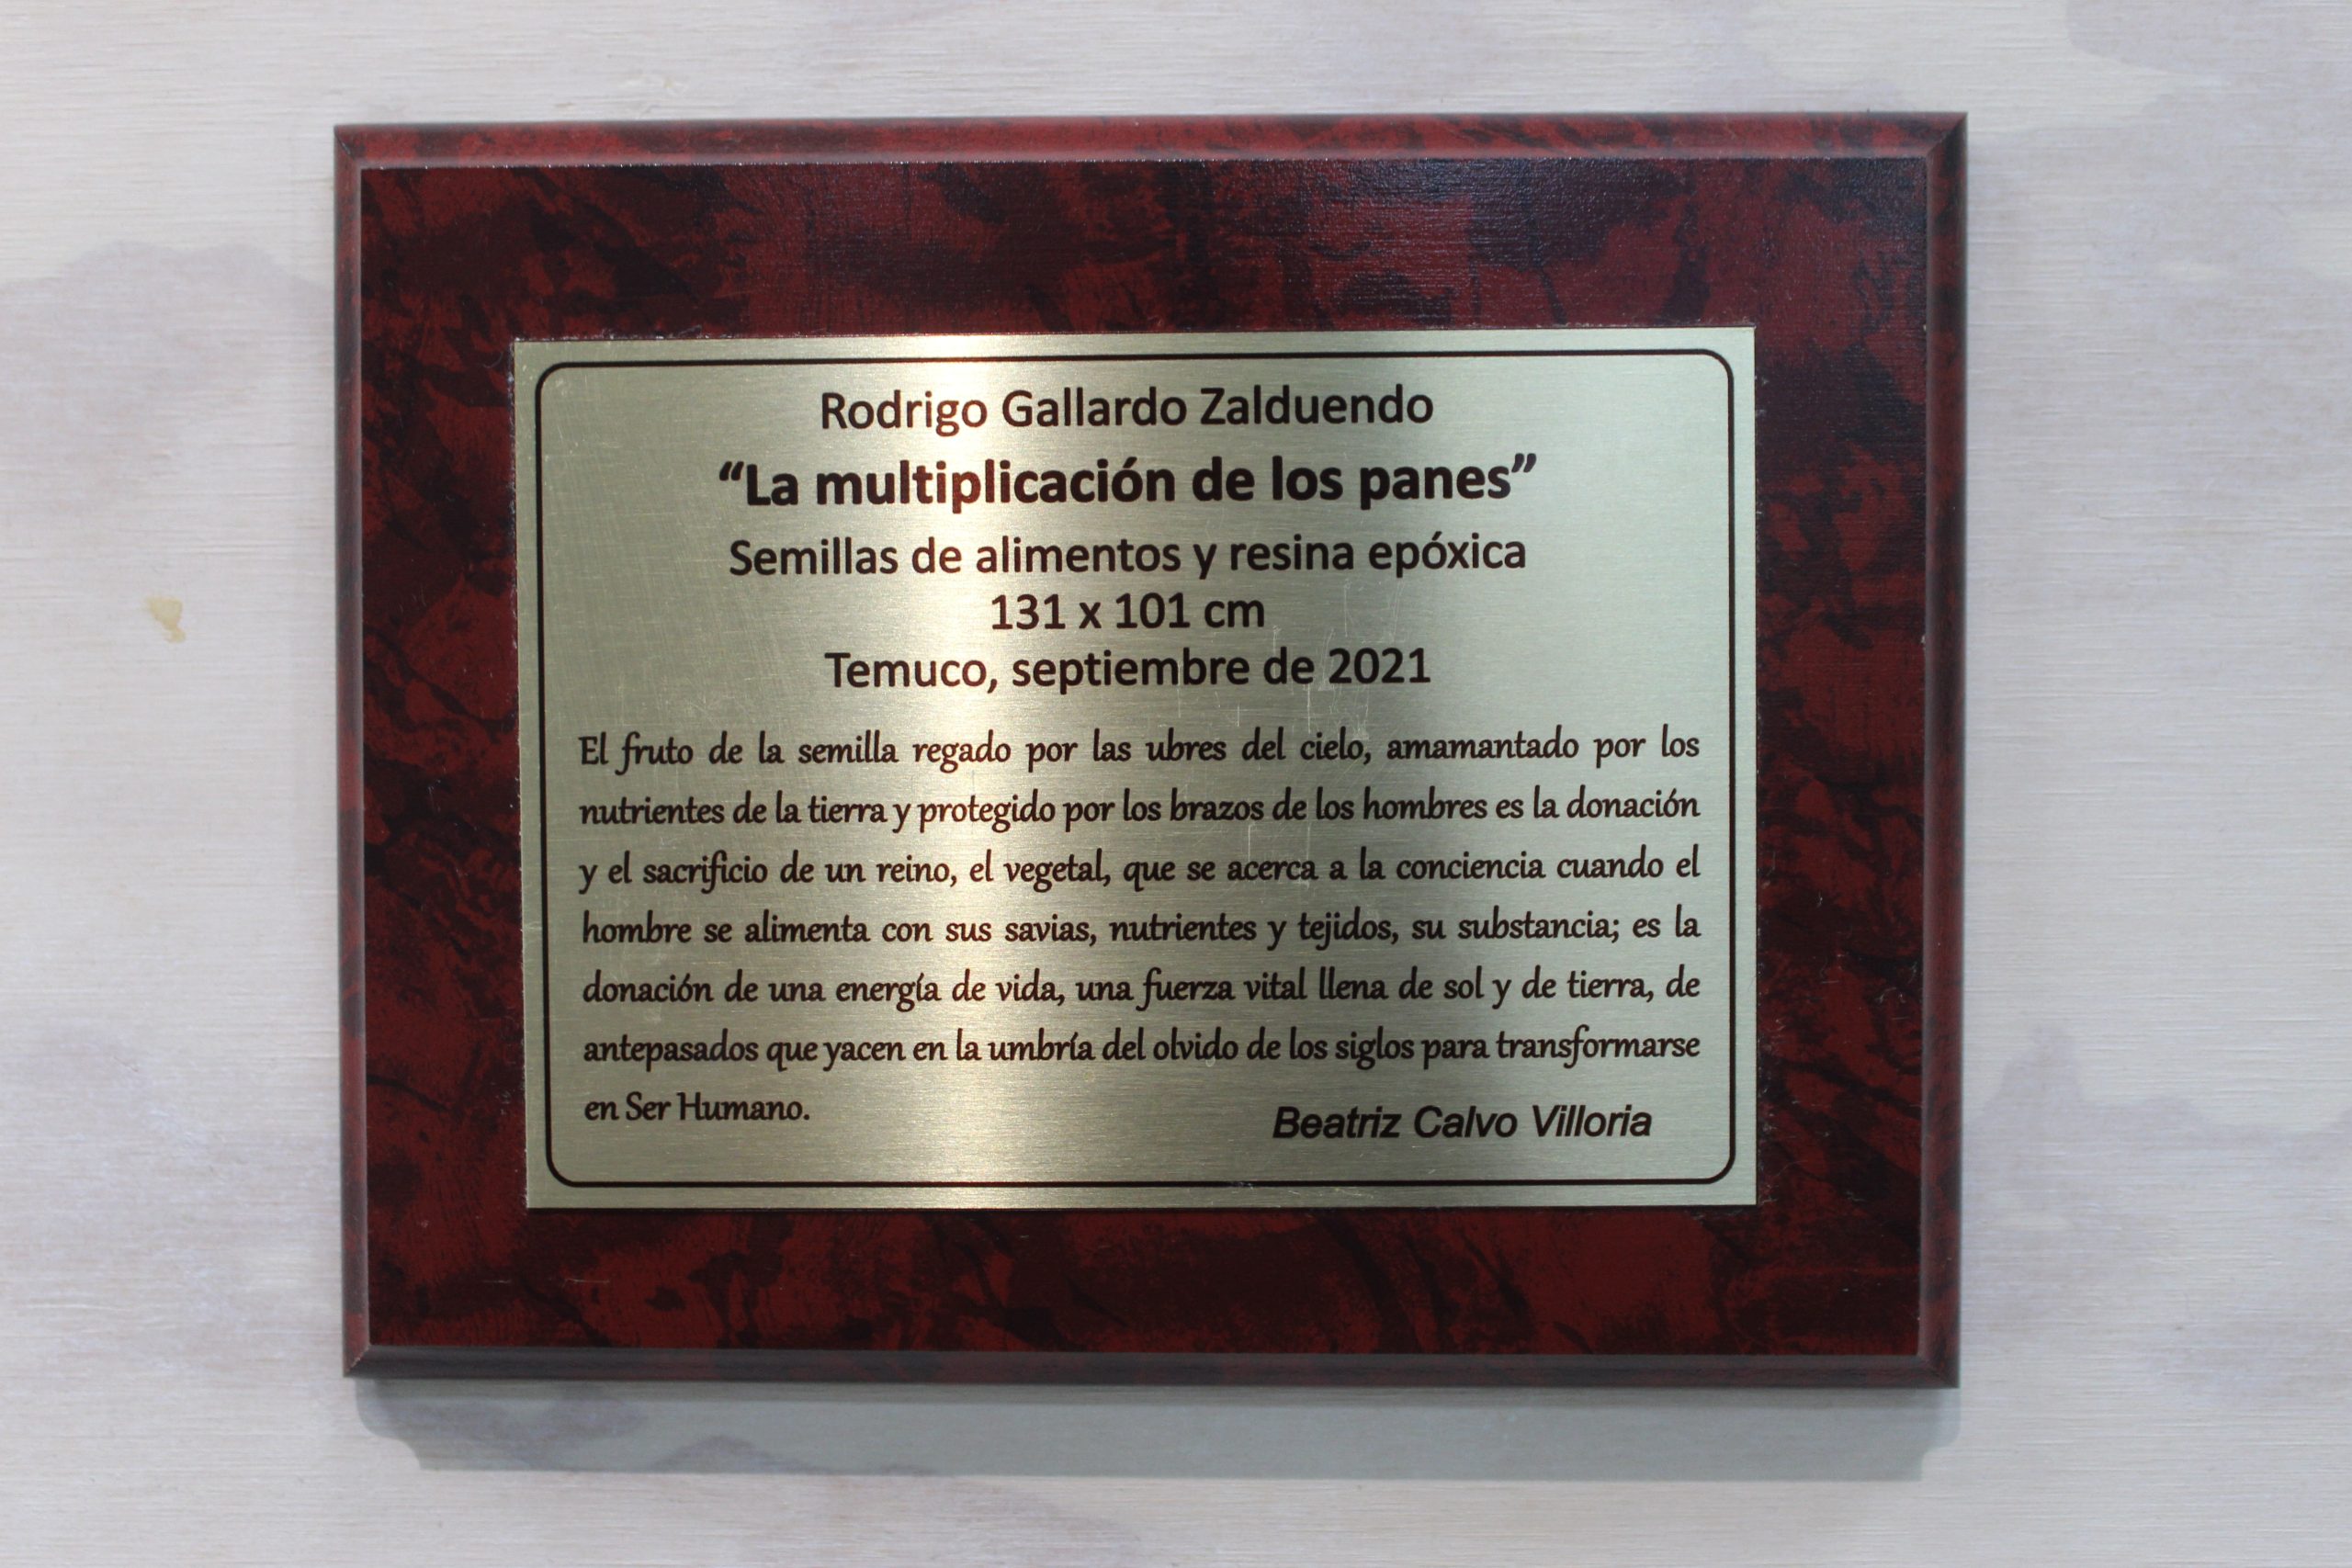 Rodrigo Gallardo Zalduendo
“La multiplicación de los panes”
Semillas de alimentos y resina epóxica
131 x 101 cm
Temuco, septiembre de 2021
El fruto de la semilla regado por las ubres del cielo, amamantado por los
nutrientes de la tierra y protegido por los brazos de los hombres es la donación
y el sacrificio de un reino, el vegetal, que se acerca a la conciencia cuando el
hombre se alimenta con sus savias, nutrientes y tejidos, su substancia; es la
donación de una energía de vida, una fuerza vital llena de sol y de tierra, de
antepasados que yacen en la umbría del olvido de los siglos para transformarse
en Ser Humano.
Beatriz Calvo Villoria